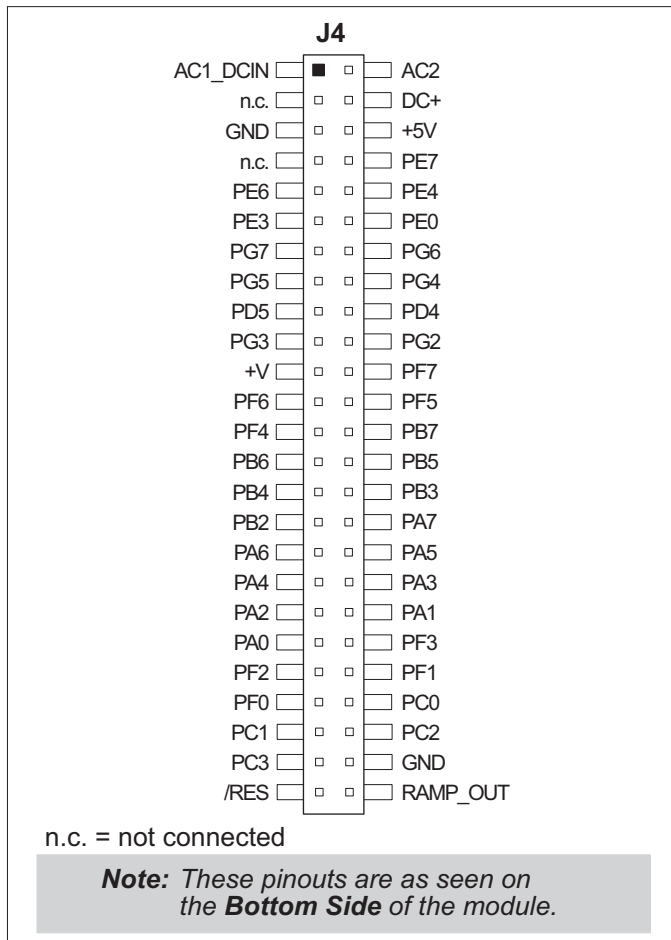 J4
AC1_DCIN AC2
n.c. DC+
GND +5V
n.c. PE7
PE6 PE4
PE3 PE0
PG7 PG6
PG5 PG4
PD5 PD4
PG3 PG2
+V PF7
PF6 PF5
PF4 PB7
PB6 PB5
PB4 PB3
PB2 PA7
PA6 PA5
PA4 PA3
PA2 PA1
PA0 PF3
PF2 PF1
PF0 PC0
PC1 PC2
PC3 GND
/RES RAMP_OUT
n.c. = not connected
Note: These pinouts are as seen on
the Bottom Side of the module.